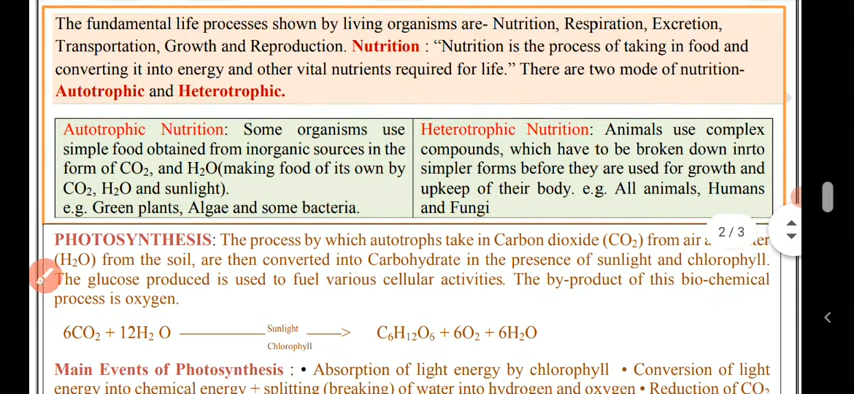 The fundamental life processes shown by living organisms are- Nutrition, Respiration, Excretion,
Transportation, Growth and Reproduction. Nutrition : “Nutrition is the process of taking in food and
converting it into energy and other vital nutrients required for life.” There are two mode of nutrition-
Autotrophic and Heterotrophic.
Autotrophic Nutrition: Some organisms use
simple food obtained from inorganic sources in the
form of CO₂, and H₂O(making food of its own by
CO₂, H₂O and sunlight).
e.g. Green plants, Algae and some bacteria.
Heterotrophic Nutrition: Animals use complex
compounds, which have to be broken down inrto
simpler forms before they are used for growth and
upkeep of their body. e.g. All animals, Humans
and Fungi
2 / 3
PHOTOSYNTHESIS: The process by which autotrophs take in Carbon dioxide (CO₂) from air
(H₂O) from the soil, are then converted into Carbohydrate in the presence of sunlight and chlorophyll.
The glucose produced is used to fuel various cellular activities. The by-product of this bio-chemical
process is oxygen.
6CO₂ + 12H₂ O Sunlight > C₆H₁₂O₆ + 6O₂ + 6H₂O
Chlorophyll
Main Events of Photosynthesis : • Absorption of light energy by chlorophyll • Conversion of light
energy into chemical energy + splitting (breaking) of water into hydrogen and oxygen • Reduction of CO₂